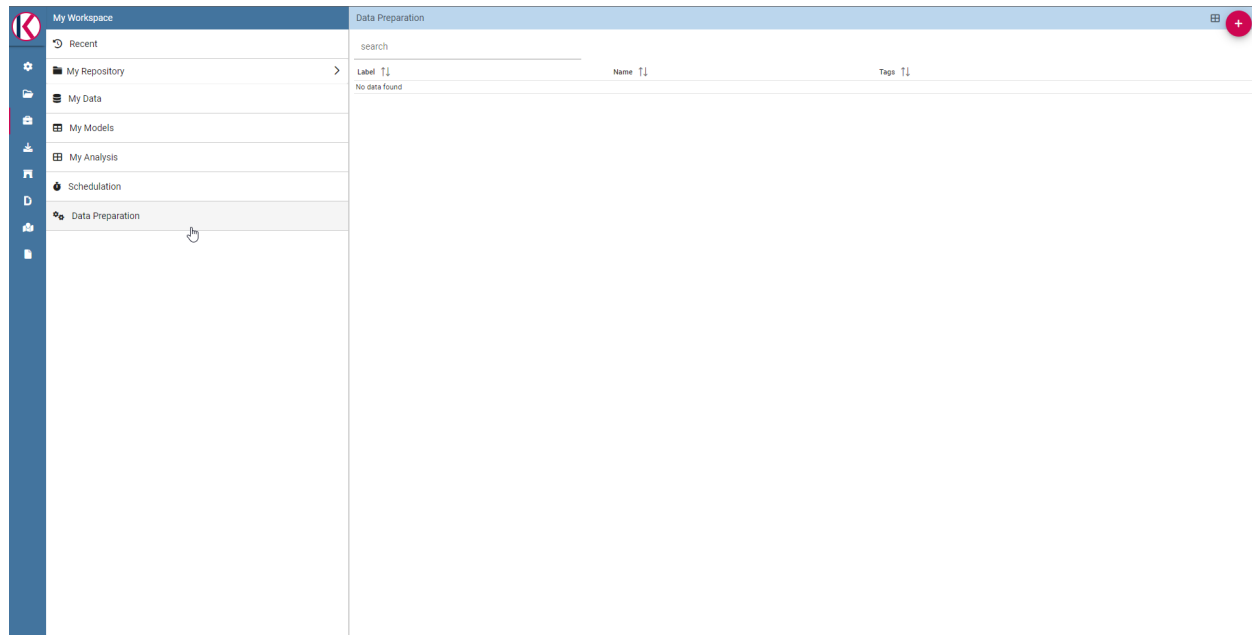 My Workspace
Recent
My Repository
My Data
My Models
My Analysis
Schedulation
Data Preparation
Data Preparation
search
Label Name Tags
No data found
D